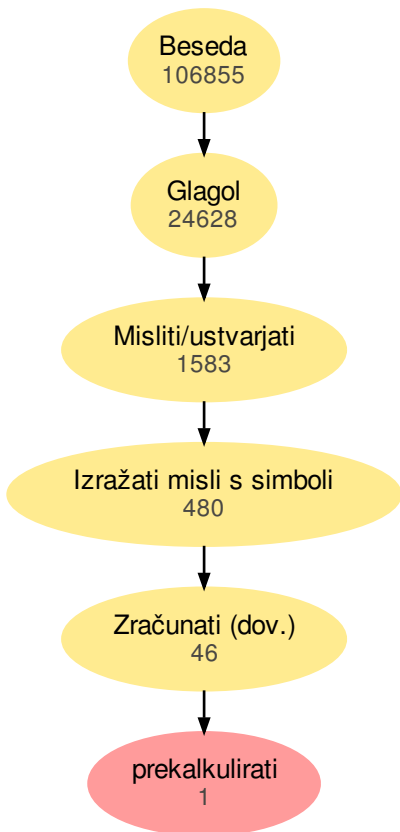 Beseda
106855
Glagol
24628
Misliti/ustvarjati
1583
Izražati misli s simboli
480
Zračunati (dov.)
46
prekalkulirati
1